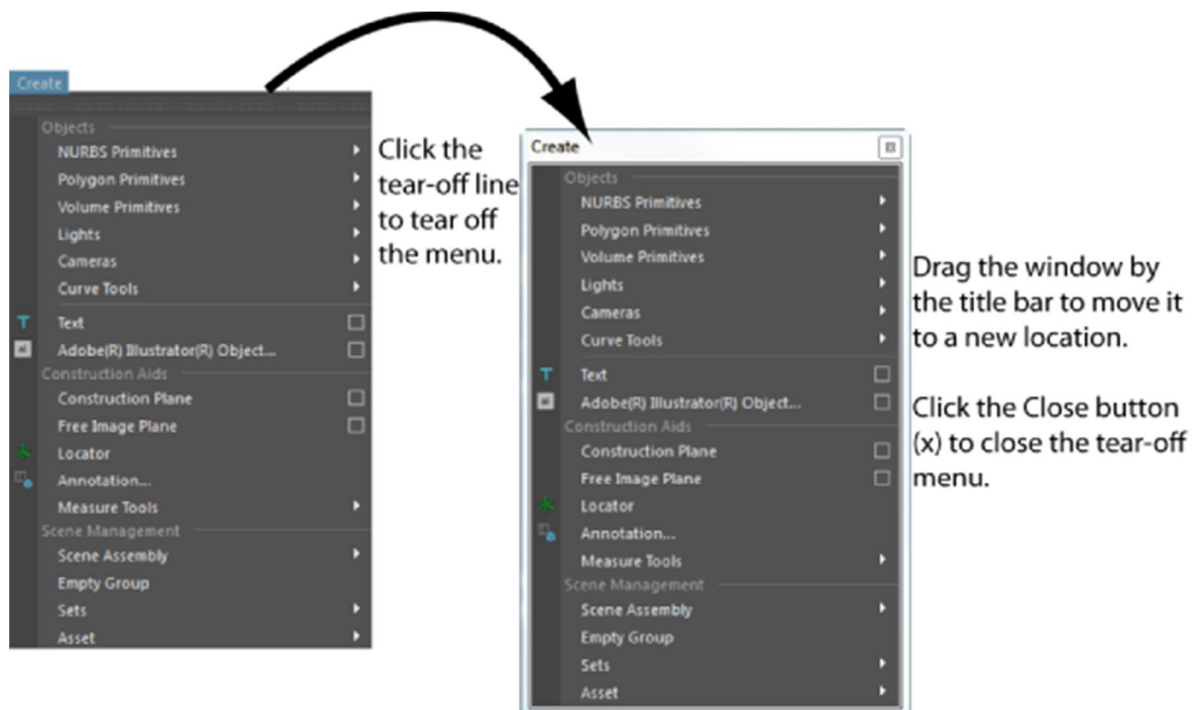 Create
Objects
NURBS Primitives
Polygon Primitives
Volume Primitives
Lights
Cameras
Curve Tools
Text
Adobe(R) Illustrator(R) Object...
Construction Aids
Construction Plane
Free Image Plane
Locator
Annotation...
Measure Tools
Scene Management
Scene Assembly
Empty Group
Sets
Asset
Click the
tear-off line
to tear off
the menu.
Create
Objects
NURBS Primitives
Polygon Primitives
Volume Primitives
Lights
Cameras
Curve Tools
Text
Adobe(R) Illustrator(R) Object...
Construction Aids
Construction Plane
Free Image Plane
Locator
Annotation...
Measure Tools
Scene Management
Scene Assembly
Empty Group
Sets
Asset
Drag the window by
the title bar to move it
to a new location.
Click the Close button
(x) to close the tear-off
menu.